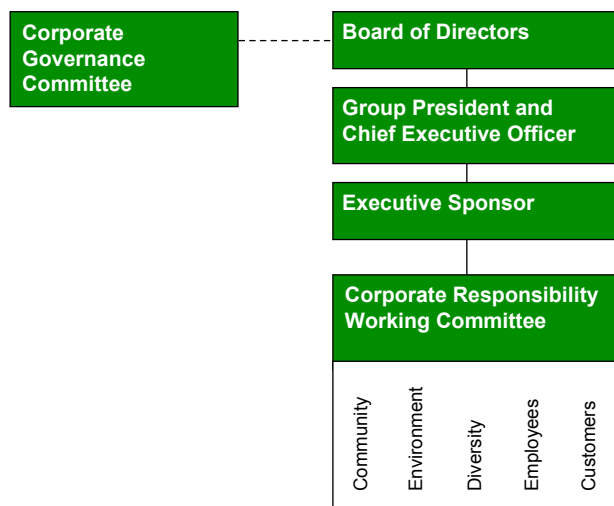 Corporate
Governance
Committee
Board of Directors
Group President and
Chief Executive Officer
Executive Sponsor
Corporate Responsibility
Working Committee
Community
Environment
Diversity
Employees
Customers